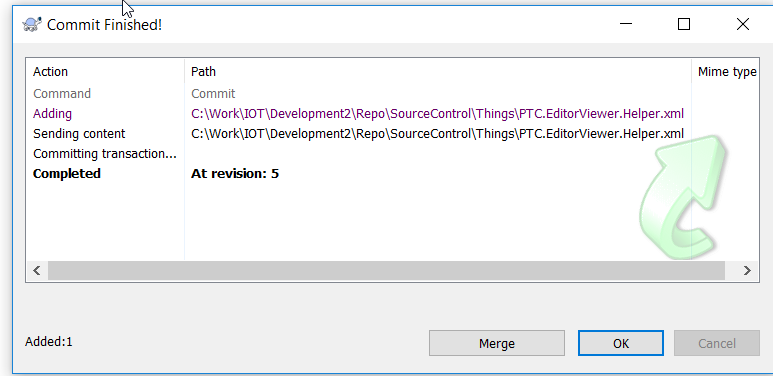 Commit Finished!
Action Path Mime type
Command Commit
Adding C:\Work\IOT\Development2\Repo\SourceControl\Things\PTC.EditorViewer.Helper.xml
Sending content C:\Work\IOT\Development2\Repo\SourceControl\Things\PTC.EditorViewer.Helper.xml
Committing transaction...
Completed At revision: 5
Added:1 Merge OK Cancel